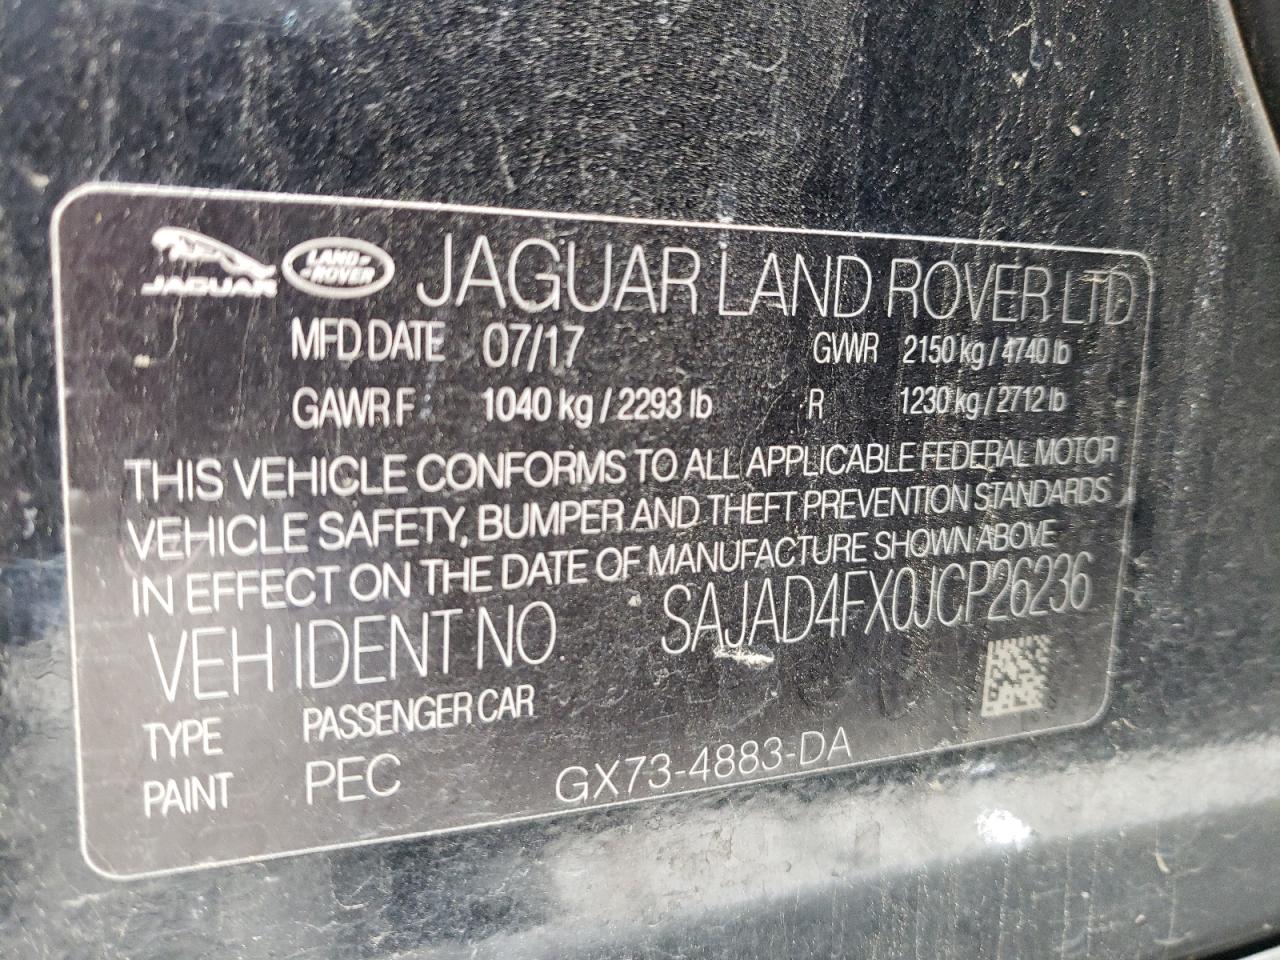 JAGUAR LAND ROVER JAGUAR LAND ROVER LTD
MFD DATE 07/17 GVWR 2150 kg / 4740 lb
GAWR F 1040 kg / 2293 lb R 1230 kg / 2712 lb
THIS VEHICLE CONFORMS TO ALL APPLICABLE FEDERAL MOTOR
VEHICLE SAFETY, BUMPER AND THEFT PREVENTION STANDARDS
IN EFFECT ON THE DATE OF MANUFACTURE SHOWN ABOVE
VEH IDENT NO SAJAD4FX0JCP26236
TYPE PASSENGER CAR
PAINT PEC GX73-4883-DA